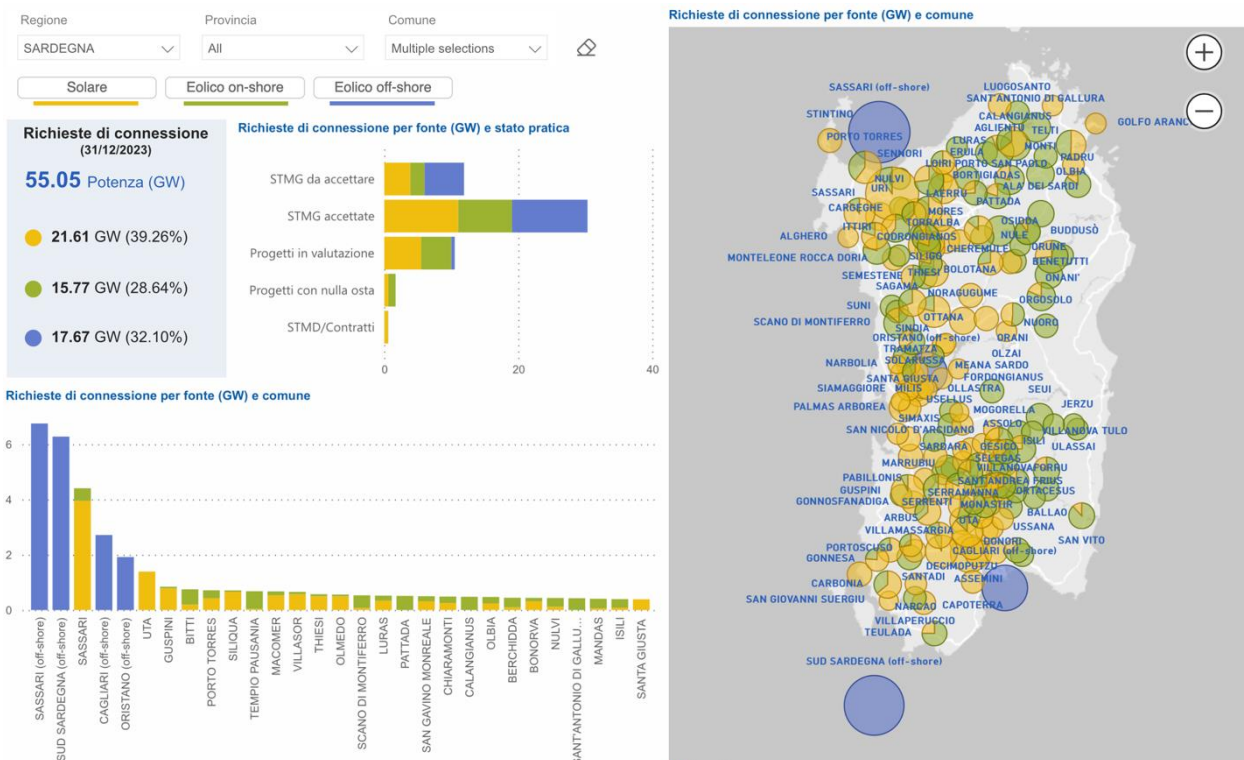 Regione
Provincia
Comune
SARDEGNA
All
Multiple selections
Solare
Eolico on-shore
Eolico off-shore
Richieste di connessione
(31/12/2023)
55.05 Potenza (GW)
21.61 GW (39.26%)
15.77 GW (28.64%)
17.67 GW (32.10%)
Richieste di connessione per fonte (GW) e stato pratica
STMG da accettare
STMG accettate
Progetti in valutazione
Progetti con nulla osta
STMD/Contratti
0
20
40
Richieste di connessione per fonte (GW) e comune
6
4
2
0
SASSARI (off-shore)
SUD SARDEGNA (off-shore)
SASSARI
CAGLIARI (off-shore)
ORISTANO (off-shore)
UTA
GUSPINI
BITTI
PORTO TORRES
SILIQUA
TEMPIO PAUSANIA
MACOMER
VILLASOR
THIESI
OLMEDO
SCANO DI MONTIFERRO
LURAS
PATTADA
SAN GAVINO MONREALE
CHIARAMONTI
CALANGIANUS
OLBIA
BERCHIDDA
BONORVA
NULVI
SANT'ANTONIO DI GALLU...
MANDAS
ISILI
SANTA GIUSTA
Richieste di connessione per fonte (GW) e comune
SASSARI (off-shore)
LUOGOSANTO
SANT'ANTONIO DI GALLURA
STINTINO
CALANGIANUS
GOLFO ARANC
AGLIENTO
TELTI
PORTO TORRES
LURAS
MONTI
SENNORI
ERULA
PADRU
LOIRI PORTO SAN PAOLO
OLBIA
NULVI
BORTIGIADAS
SASSARI
URI
LAERRU
ALA' DEI SARDI
PATTADA
CARGEGHE
MORES
OSIDDA
ITTIRI
TORRALBA
BUDDUSÒ
ALGHERO
CODRONGIANOS
NULE
CHEREMULE
ORUNE
MONTELEONE ROCCA DORIA
SILIGO
BENETUTTI
SEMESTENE
THIESI
BOLOTANA
ONANI'
SAGAMA
NORAGUGUME
ORGOSOLO
SUNI
OTTANA
SCANO DI MONTIFERRO
SINDIA
NUORO
ORISTANO (off-shore)
ORANI
TRAMATZA
OLZAI
NARBOLIA
SOLARUSSA
MEANA SARDO
SANTA GIUSTA
FORDONGIANUS
SIAMAGGIORE
MILIS
OLLASTRA
SEUI
PALMAS ARBOREA
USELLUS
MOGORELLA
JERZU
SIMAXIS
ASSOLO
SAN NICOLO' D'ARCIDANO
VILLANOVA TULO
SARDARA
GESICO
ISILI
ULASSAI
MARRUBIU
SELEGAS
PABILLONIS
VILLANOVAFORRU
GUSPINI
SANT'ANDREA FRIUS
SERRAMANNA
ORTACESUS
GONNOSFANADIGA
SERRENTI
MONASTIR
BALLAO
ARBUS
UTA
USSANA
VILLAMASSARGIA
SAN VITO
PORTOSCUSO
DONORI
GONNESA
CAGLIARI (off-shore)
DECIMOPUTZU
CARBONIA
SANTADI
ASSEMINI
SAN GIOVANNI SUERGIU
NARCAO
CAPOTERRA
VILLAPERUCCIO
TEULADA
SUD SARDEGNA (off-shore)